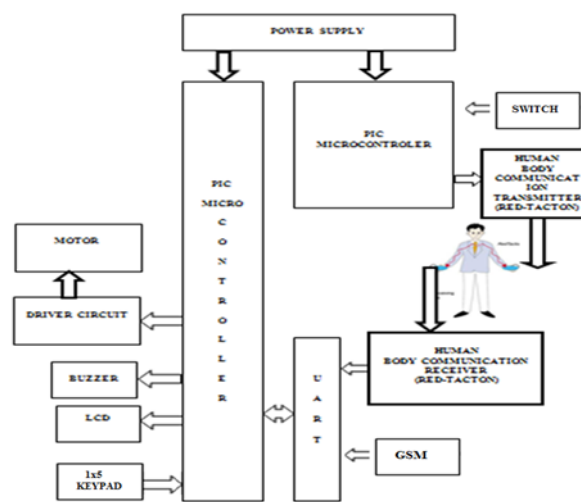 POWER SUPPLY
PIC
MICRO
C
O
N
T
R
O
L
L
E
R
PIC
MICROCONTROLER
SWITCH
HUMAN
BODY
COMMUNICAT
ION
TRANSMITTER
(RED-TACTON)
MOTOR
DRIVER CIRCUIT
BUZZER
LCD
1x5
KEYPAD
U
A
R
T
HUMAN
BODY COMMUNICATION
RECEIVER
(RED-TACTON)
GSM